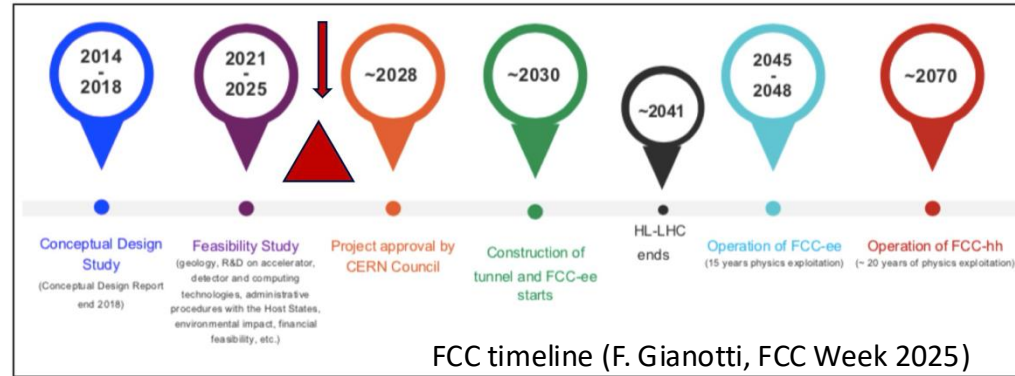 2014
-
2018
2021
-
2025
~2028
~2030
~2041
2045
-
2048
~2070
Conceptual Design
Study
(Conceptual Design Report
end 2018)
Feasibility Study
(geology, R&D on accelerator,
detector and computing
technologies, administrative
procedures with the Host States,
environmental impact, financial
feasibility, etc.)
Project approval by
CERN Council
Construction of
tunnel and FCC-ee
starts
HL-LHC
ends
Operation of FCC-ee
(15 years physics exploitation)
Operation of FCC-hh
(~ 20 years of physics exploitation)
FCC timeline (F. Gianotti, FCC Week 2025)